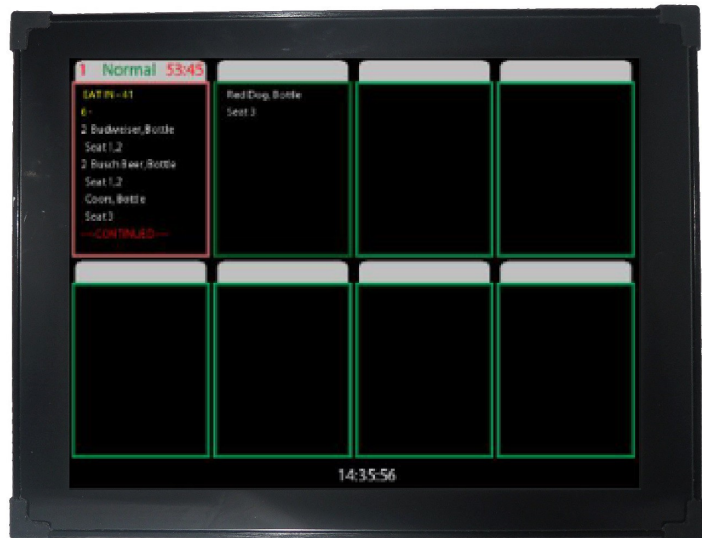 1 Normal 53:45
EAT IN - 41
6 -
2 Budweiser, Bottle
Seat 1,2
2 Busch Beer, Bottle
Seat 1,2
Coors, Bottle
Seat 3
----CONTINUED----
Red Dog, Bottle
Seat 3
14:35:56